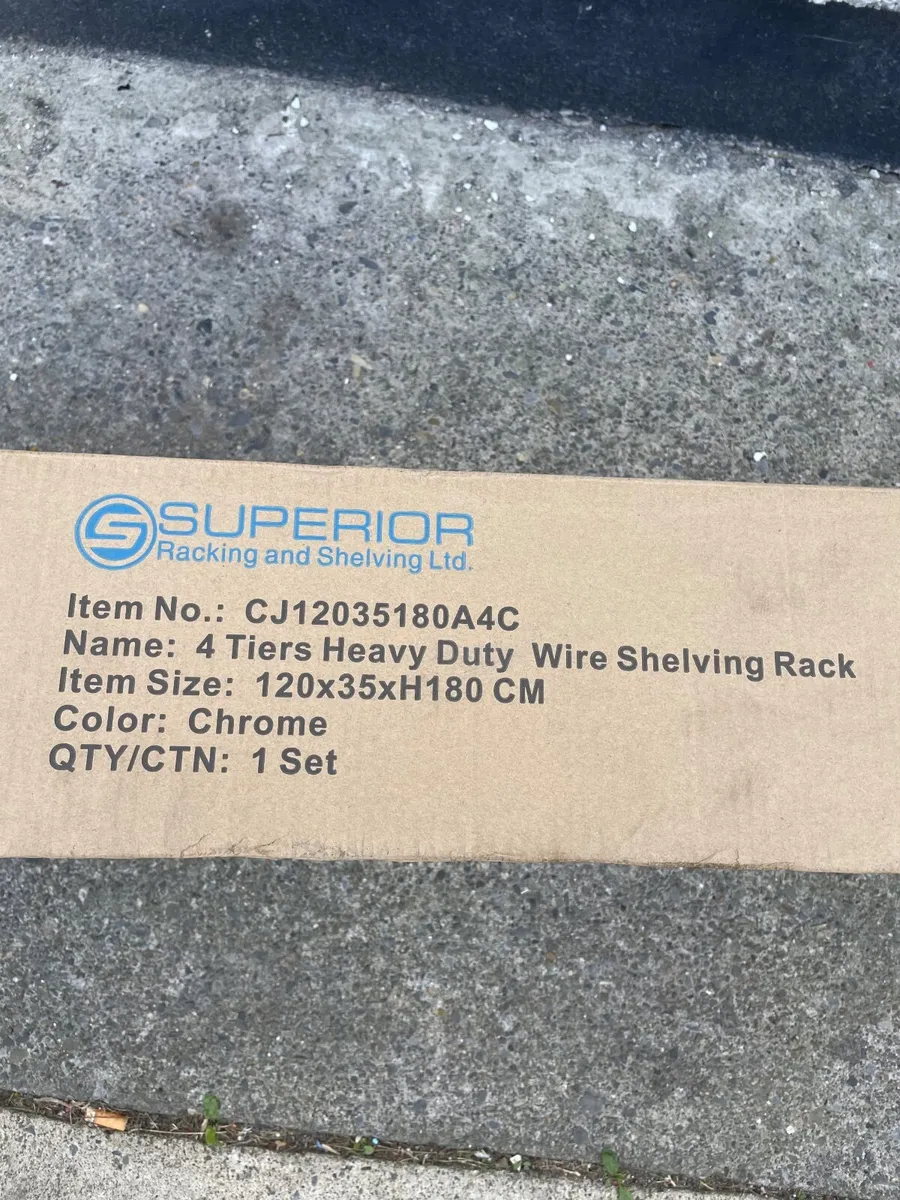 SUPERIOR
Racking and Shelving Ltd.
Item No.: CJ12035180A4C
Name: 4 Tiers Heavy Duty Wire Shelving Rack
Item Size: 120x35xH180 CM
Color: Chrome
QTY/CTN: 1 Set